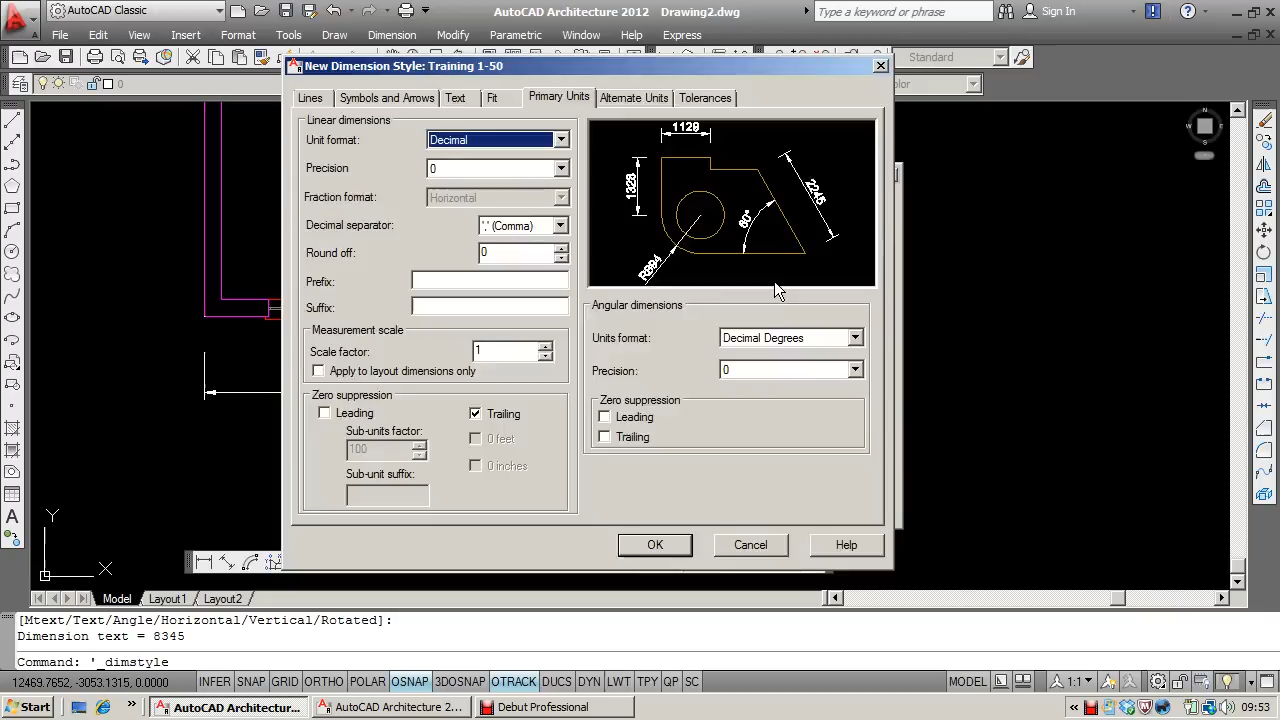 AutoCAD Classic
AutoCAD Architecture 2012 Drawing2.dwg
Type a keyword or phrase
Sign In
File Edit View Insert Format Tools Draw Dimension Modify Parametric Window Help Express
Standard
0
olor
New Dimension Style: Training 1-50
Lines Symbols and Arrows Text Fit Primary Units Alternate Units Tolerances
Linear dimensions
Unit format: Decimal
Precision 0
Fraction format: Horizontal
Decimal separator: ',' (Comma)
Round off: 0
Prefix:
Suffix:
Measurement scale
Scale factor: 1
Apply to layout dimensions only
Zero suppression
Leading
Trailing
Sub-units factor:
100
0 feet
0 inches
Sub-unit suffix:
1128
1328
2245
60°
R894
Angular dimensions
Units format: Decimal Degrees
Precision: 0
Zero suppression
Leading
Trailing
OK Cancel Help
W N E S
Y
X
A
Model Layout1 Layout2
[Mtext/Text/Angle/Horizontal/Vertical/Rotated]:
Dimension text = 8345
Command: '_dimstyle
12469.7652, -3053.1315, 0.0000 INFER SNAP GRID ORTHO POLAR OSNAP 3DOSNAP OTRACK DUCS DYN LWT TPY QP SC MODEL 1:1
Start AutoCAD Architectur... AutoCAD Architecture 2... Debut Professional 09:53